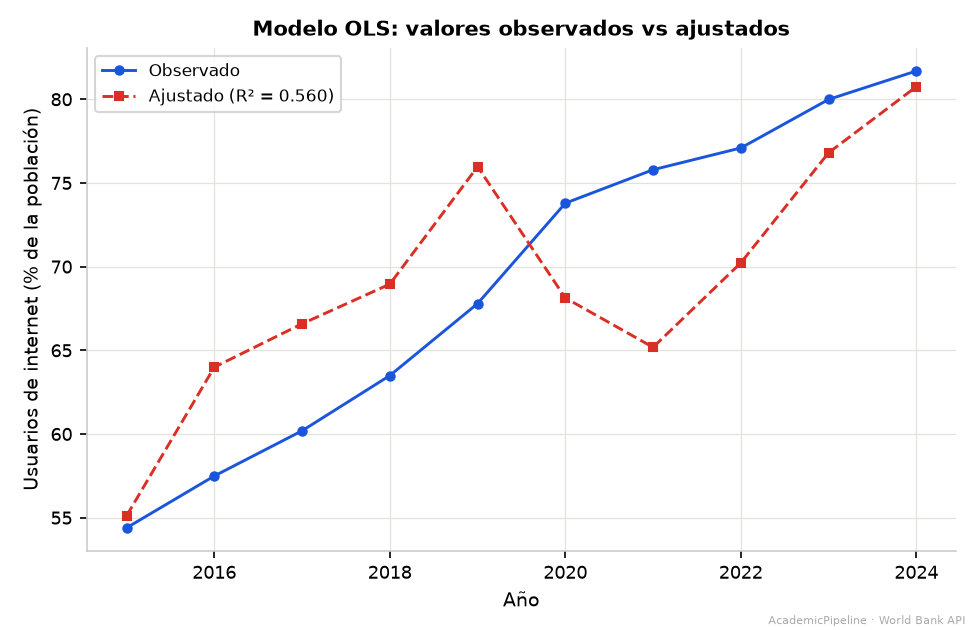 Modelo OLS: valores observados vs ajustados
Observado
Ajustado (R² = 0.560)
Usuarios de internet (% de la población)
80
75
70
65
60
55
2016
2018
2020
2022
2024
Año
AcademicPipeline · World Bank API